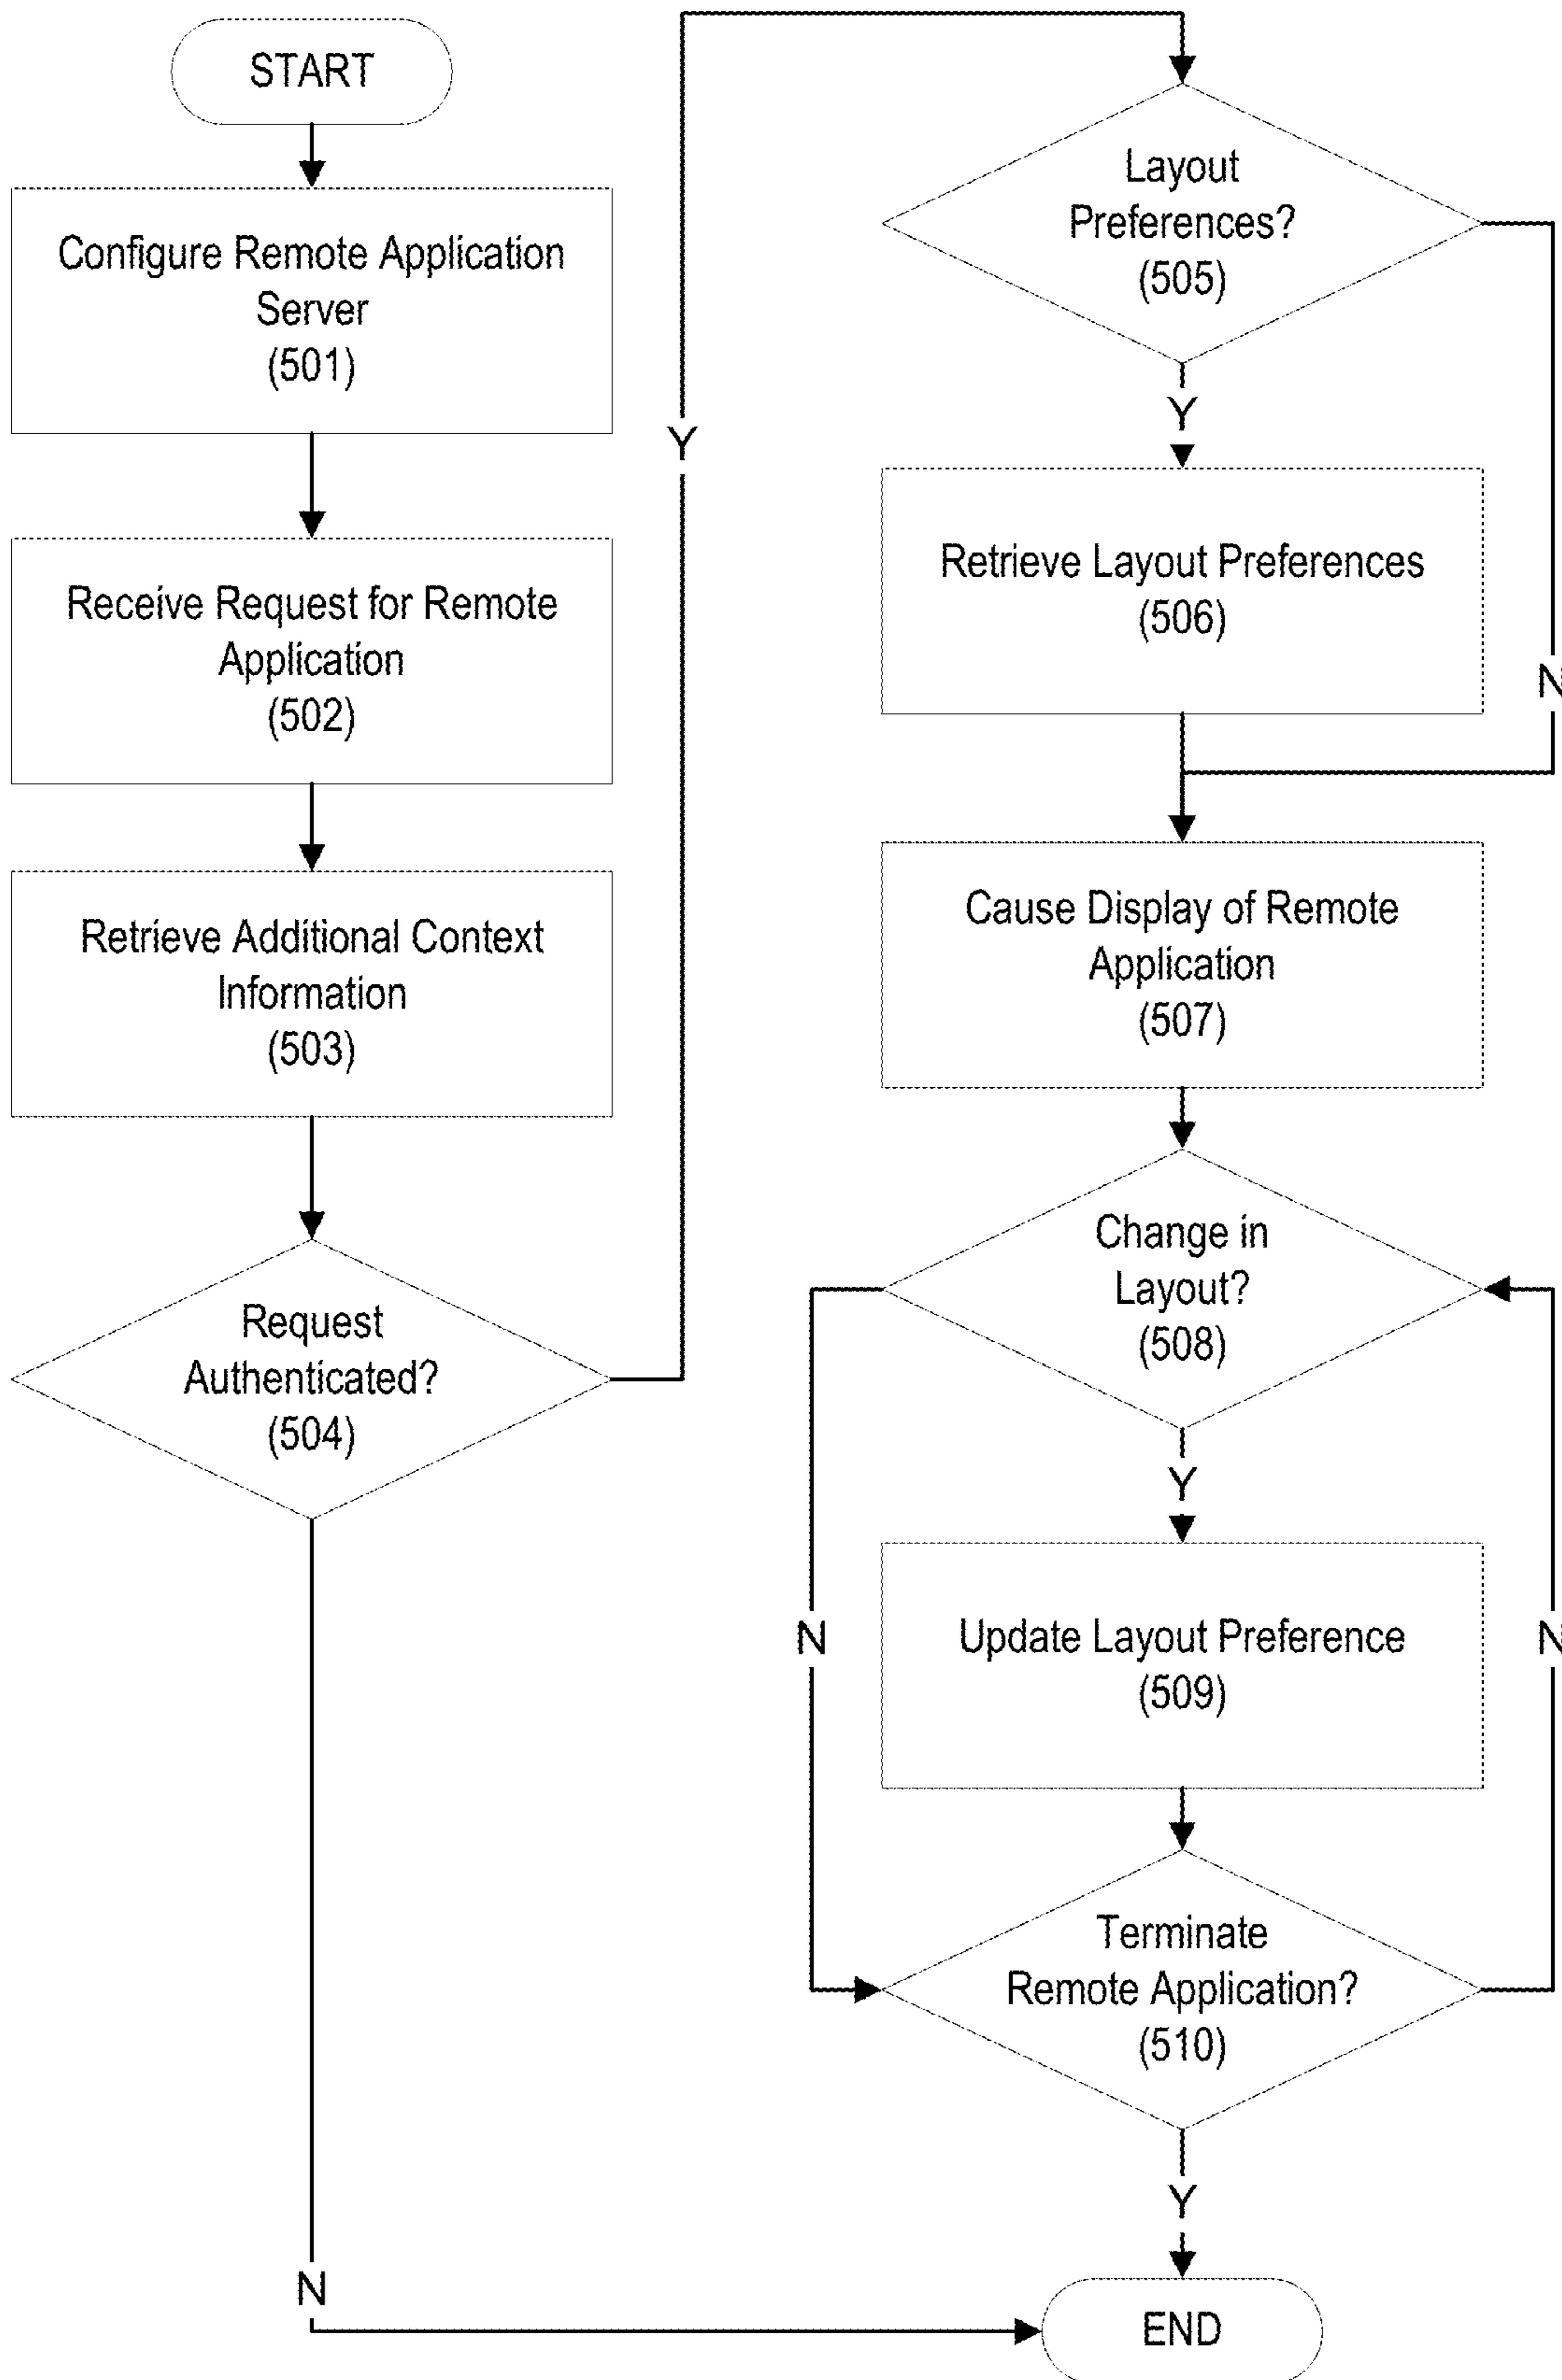 START
Configure Remote Application
Server
(501)
Receive Request for Remote
Application
(502)
Retrieve Additional Context
Information
(503)
Request
Authenticated?
(504)
N
Y
Layout
Preferences?
(505)
Y
N
Retrieve Layout Preferences
(506)
Cause Display of Remote
Application
(507)
Change in
Layout?
(508)
Y
N
Update Layout Preference
(509)
N
Terminate
Remote Application?
(510)
Y
END